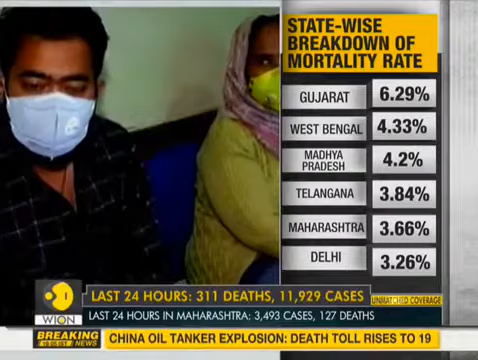 STATE-WISE
BREAKDOWN OF
MORTALITY RATE
GUJARAT 6.29%
WEST BENGAL 4.33%
MADHYA
PRADESH 4.2%
TELANGANA 3.84%
MAHARASHTRA 3.66%
DELHI 3.26%
LAST 24 HOURS: 311 DEATHS, 11,929 CASES
UNMATCHED COVERAGE
WION
LAST 24 HOURS IN MAHARASHTRA: 3,493 CASES, 127 DEATHS
BREAKING
NEWS
CHINA OIL TANKER EXPLOSION: DEATH TOLL RISES TO 19